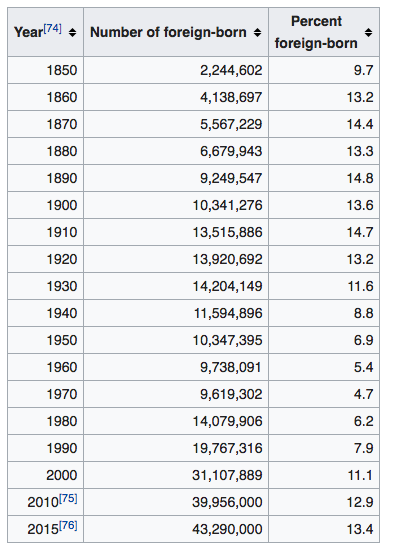 Year[74] Number of foreign-born Percent foreign-born
1850 2,244,602 9.7
1860 4,138,697 13.2
1870 5,567,229 14.4
1880 6,679,943 13.3
1890 9,249,547 14.8
1900 10,341,276 13.6
1910 13,515,886 14.7
1920 13,920,692 13.2
1930 14,204,149 11.6
1940 11,594,896 8.8
1950 10,347,395 6.9
1960 9,738,091 5.4
1970 9,619,302 4.7
1980 14,079,906 6.2
1990 19,767,316 7.9
2000 31,107,889 11.1
2010[75] 39,956,000 12.9
2015[76] 43,290,000 13.4